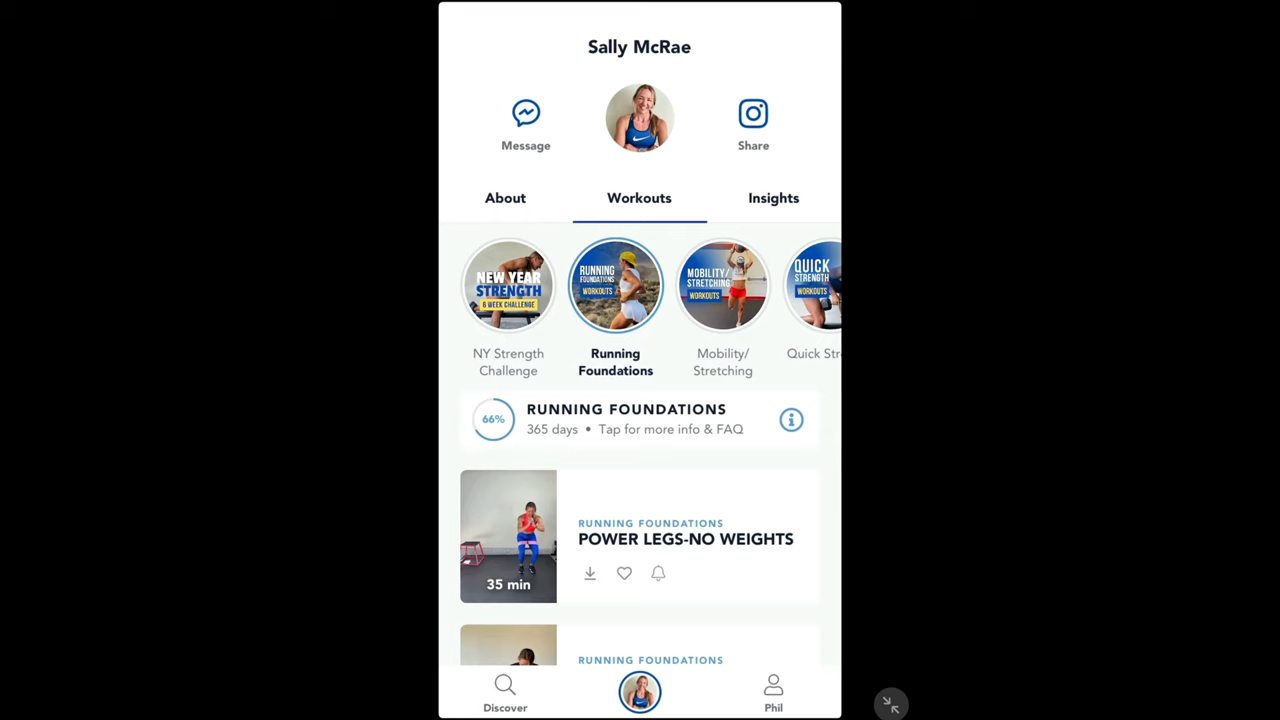 Sally McRae
Message
Share
About
Workouts
Insights
NEW YEAR
STRENGTH
6 WEEK CHALLENGE
RUNNING
FOUNDATIONS
WORKOUTS
MOBILITY/
STRETCHING
WORKOUTS
QUICK
STRENGTH
WORKOUTS
NY Strength
Challenge
Running
Foundations
Mobility/
Stretching
Quick Str
66%
RUNNING FOUNDATIONS
365 days • Tap for more info & FAQ
RUNNING FOUNDATIONS
POWER LEGS-NO WEIGHTS
35 min
RUNNING FOUNDATIONS
Discover
Phil